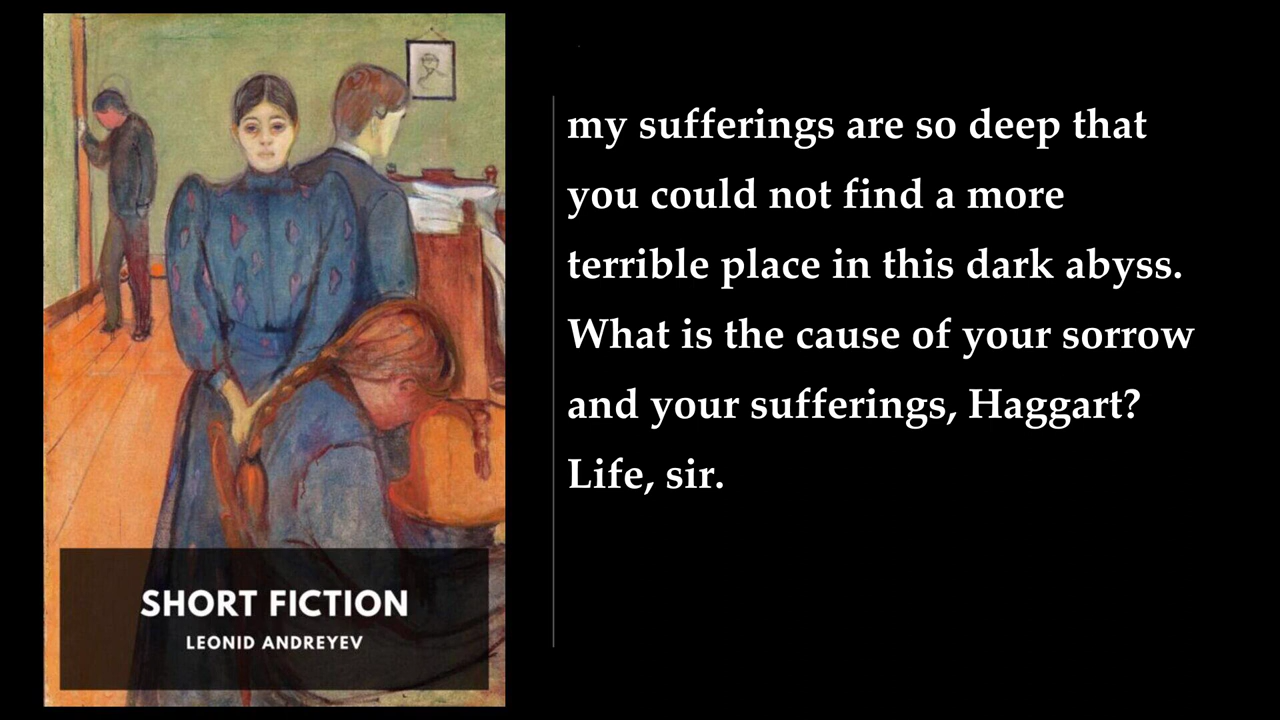 SHORT FICTION
LEONID ANDREYEV
my sufferings are so deep that
you could not find a more
terrible place in this dark abyss.
What is the cause of your sorrow
and your sufferings, Haggart?
Life, sir.